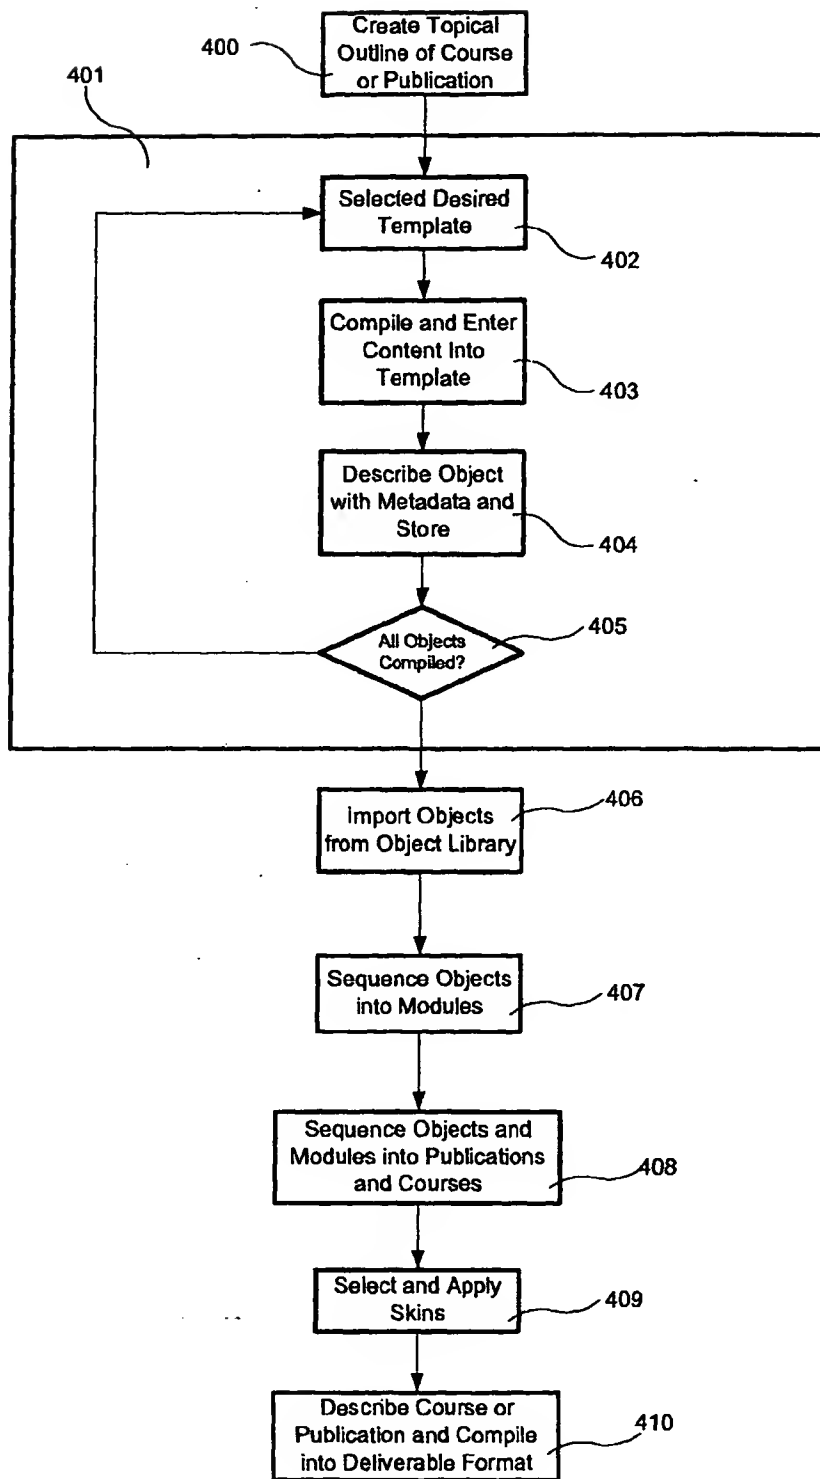 Create Topical
Outline of Course
or Publication
400
401
Selected Desired
Template
402
Compile and Enter
Content Into
Template
403
Describe Object
with Metadata and
Store
404
All Objects
Compiled?
405
Import Objects
from Object Library
406
Sequence Objects
into Modules
407
Sequence Objects and
Modules into Publications
and Courses
408
Select and Apply
Skins
409
Describe Course or
Publication and Compile
into Deliverable Format
410